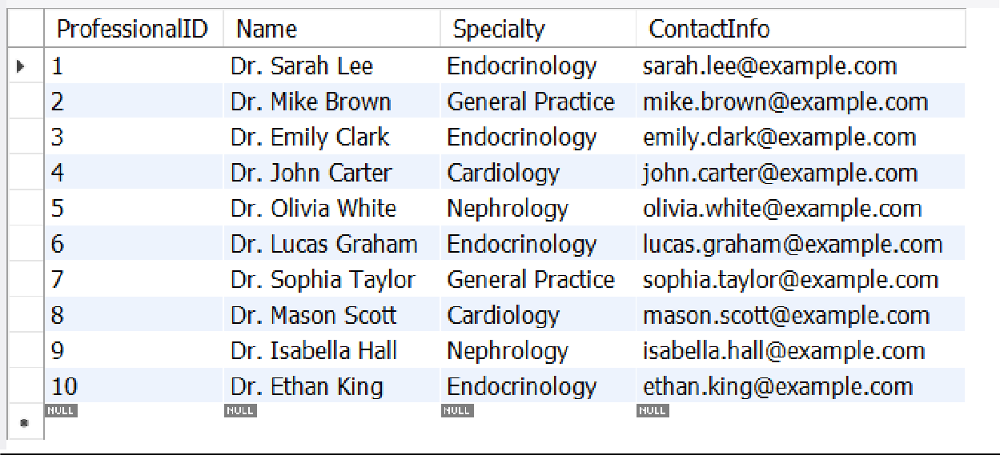 ProfessionalID Name Specialty ContactInfo
1 Dr. Sarah Lee Endocrinology sarah.lee@example.com
2 Dr. Mike Brown General Practice mike.brown@example.com
3 Dr. Emily Clark Endocrinology emily.clark@example.com
4 Dr. John Carter Cardiology john.carter@example.com
5 Dr. Olivia White Nephrology olivia.white@example.com
6 Dr. Lucas Graham Endocrinology lucas.graham@example.com
7 Dr. Sophia Taylor General Practice sophia.taylor@example.com
8 Dr. Mason Scott Cardiology mason.scott@example.com
9 Dr. Isabella Hall Nephrology isabella.hall@example.com
10 Dr. Ethan King Endocrinology ethan.king@example.com
NULL NULL NULL NULL